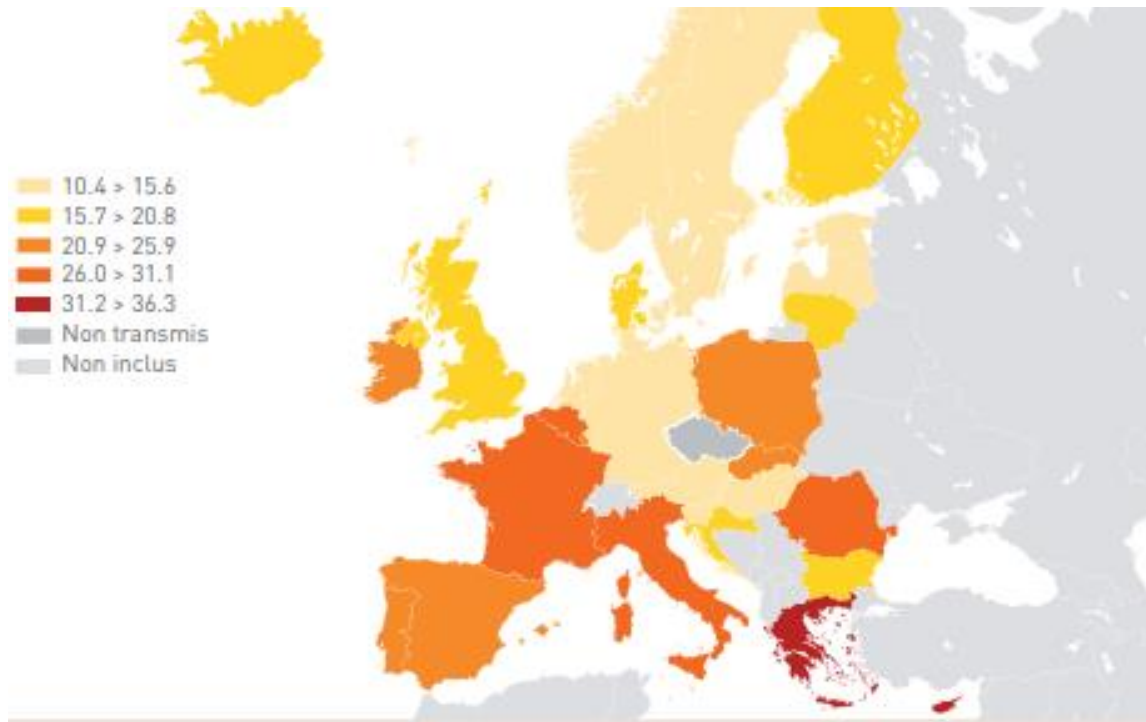 10.4 > 15.6
15.7 > 20.8
20.9 > 25.9
26.0 > 31.1
31.2 > 36.3
Non transmis
Non inclus